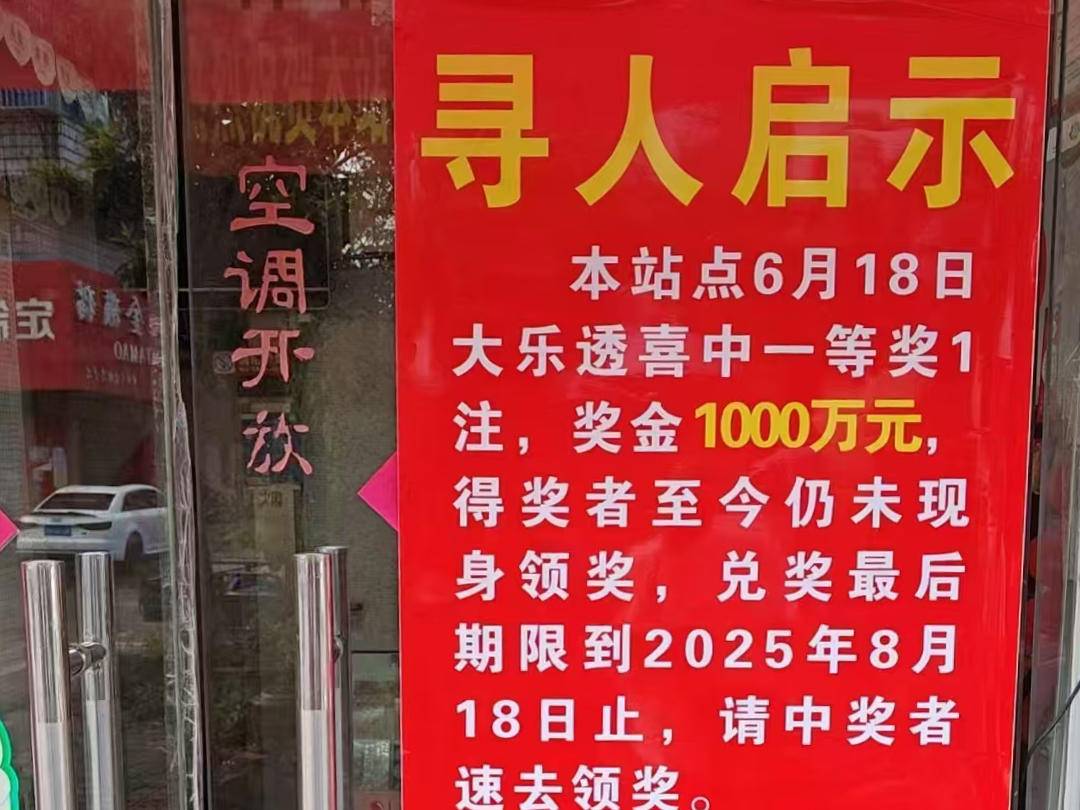 寻人启示
本站点6月18日
大乐透喜中一等奖1
注，奖金1000万元，
得奖者至今仍未现
身领奖，兑奖最后
期限到2025年8月
18日止，请中奖者
速去领奖。
空调开放